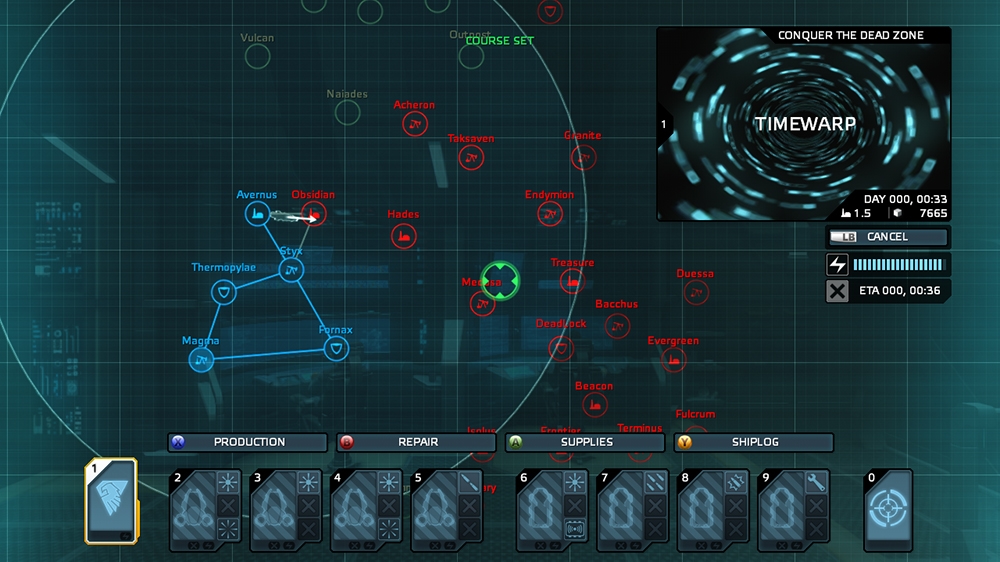 Vulcan
Outpost
COURSE SET
CONQUER THE DEAD ZONE
Naiades
Acheron
TIMEWARP
1
Taksaven
Granite
Avernus
Obsidian
Endymion
DAY 000, 00:33
1.5
7665
Hades
LB CANCEL
Styx
Thermopylae
Treasure
Duessa
Medusa
ETA 000, 00:36
Bacchus
Deadlock
Fornax
Magma
Evergreen
Beacon
Fulcrum
Terminus
Frontier
X PRODUCTION
B REPAIR
A SUPPLIES
Y SHIPLOG
1
2
3
4
5
6
7
8
9
0